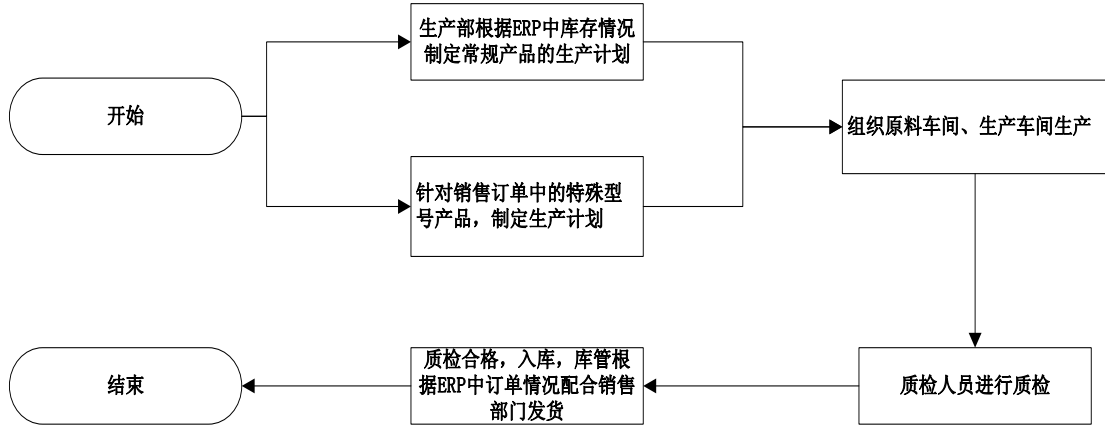 生产部根据ERP中库存情况
制定常规产品的生产计划
开始
组织原料车间、生产车间生产
针对销售订单中的特殊型
号产品，制定生产计划
质检合格，入库，库管根
据ERP中订单情况配合销售
部门发货
结束
质检人员进行质检